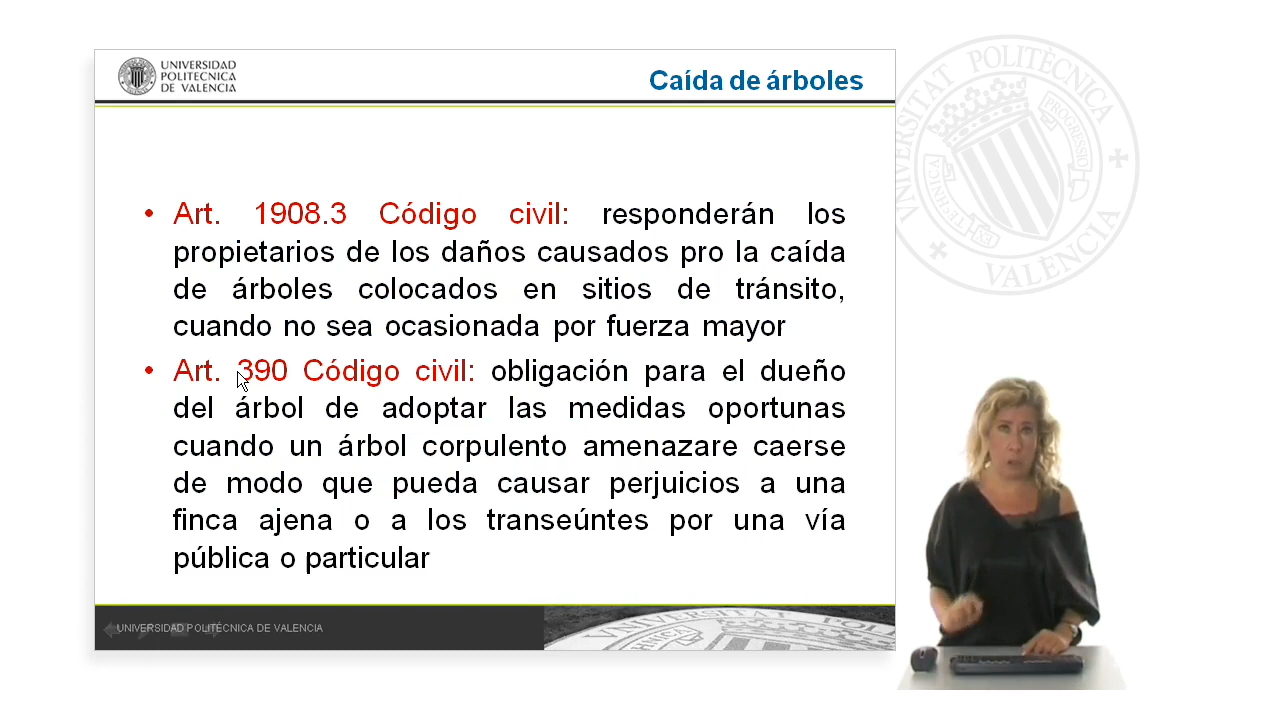 UNIVERSIDAD
POLITECNICA
DE VALENCIA
Caída de árboles
• Art. 1908.3 Código civil: responderán los
propietarios de los daños causados pro la caída
de árboles colocados en sitios de tránsito,
cuando no sea ocasionada por fuerza mayor
• Art. 390 Código civil: obligación para el dueño
del árbol de adoptar las medidas oportunas
cuando un árbol corpulento amenazare caerse
de modo que pueda causar perjuicios a una
finca ajena o a los transeúntes por una vía
pública o particular
UNIVERSIDAD POLITÉCNICA DE VALENCIA
UNIVERSITAT POLITÈCNICA
VALÈNCIA
PROGRESSIO